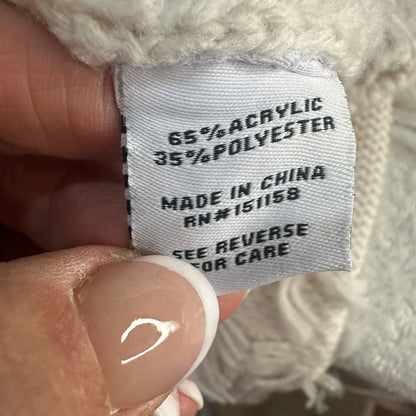 65% ACRYLIC
35% POLYESTER
MADE IN CHINA
RN#151158
SEE REVERSE
FOR CARE